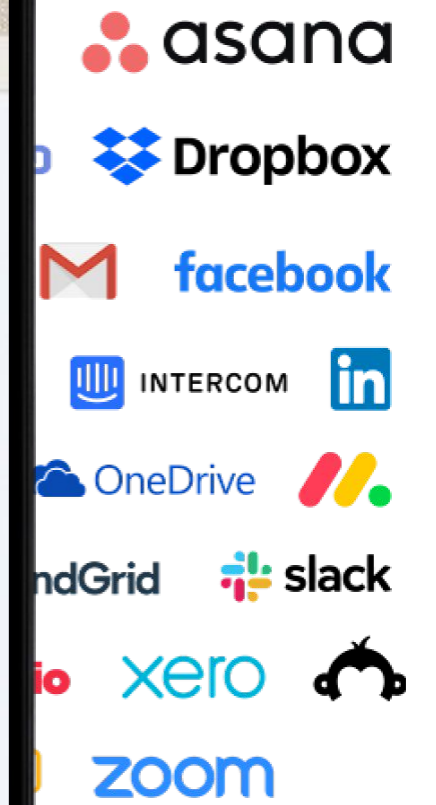 asana
Dropbox
facebook
INTERCOM in
OneDrive
ndGrid slack
io xero
zoom